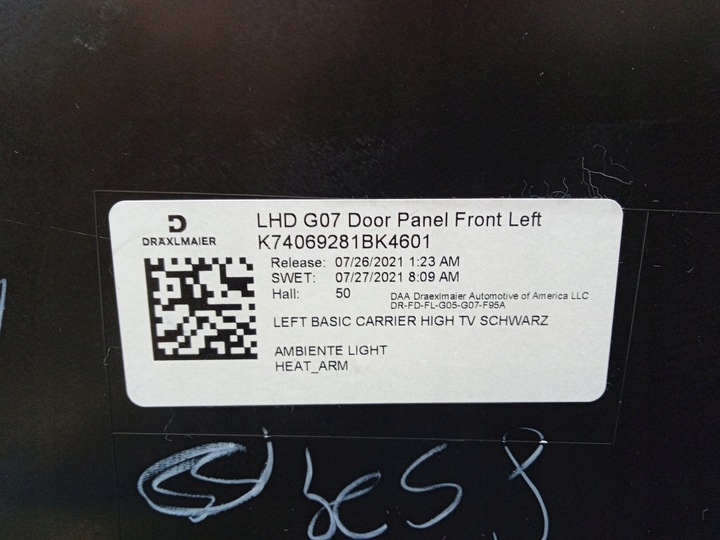 LHD G07 Door Panel Front Left
DRÄXLMAIER
K74069281BK4601
Release: 07/26/2021 1:23 AM
SWET: 07/27/2021 8:09 AM
Hall: 50
DAA Draexlmaier Automotive of America LLC
DR-FD-FL-G05-G07-F95A
LEFT BASIC CARRIER HIGH TV SCHWARZ
AMBIENTE LIGHT
HEAT_ARM